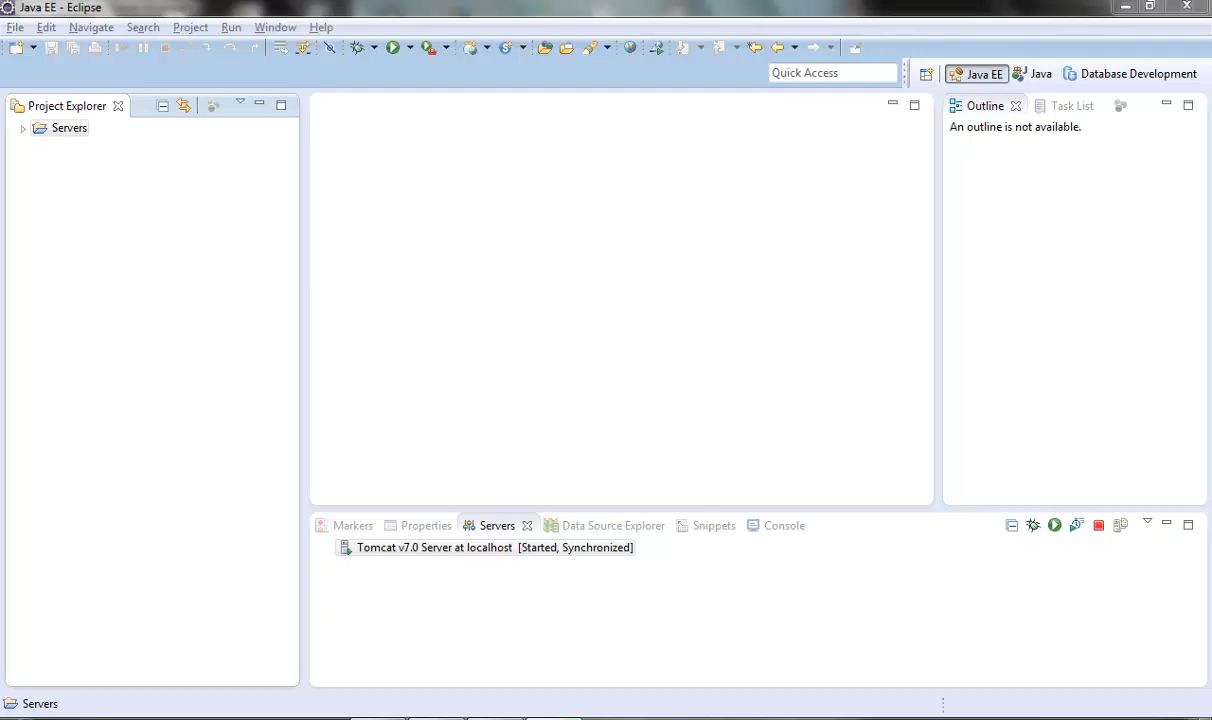 Java EE - Eclipse
File Edit Navigate Search Project Run Window Help
Quick Access
Java EE Java Database Development
Project Explorer
Outline Task List
Servers
An outline is not available.
Markers Properties Servers Data Source Explorer Snippets Console
Tomcat v7.0 Server at localhost [Started, Synchronized]
Servers